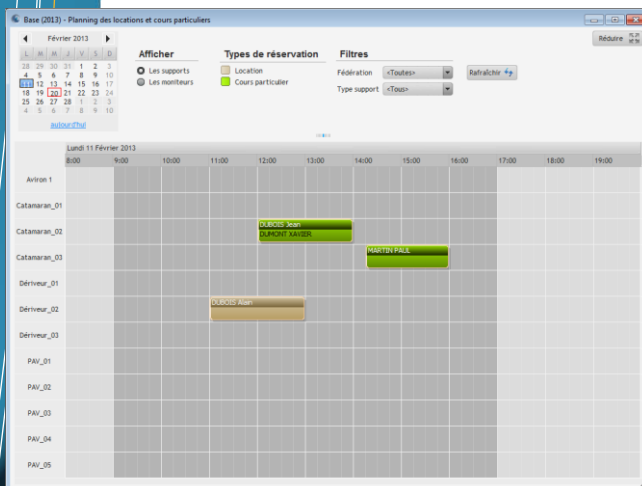 Base (2013) - Planning des locations et cours particuliers
Réduire
Février 2013
L M M J V S D
28 29 30 31 1 2 3
4 5 6 7 8 9 10
11 12 13 14 15 16 17
18 19 20 21 22 23 24
25 26 27 28 1 2 3
4 5 6 7 8 9 10
aujourd'hui
Afficher
Les supports
Les moniteurs
Types de réservation
Location
Cours particulier
Filtres
Fédération <Toutes>
Type support <Tous>
Rafraîchir
Lundi 11 Février 2013
8:00 9:00 10:00 11:00 12:00 13:00 14:00 15:00 16:00 17:00 18:00 19:00
Aviron 1
Catamaran_01
Catamaran_02
DUBOIS Jean
DUMONT XAVIER
Catamaran_03
MARTIN PAUL
Dériveur_01
Dériveur_02
DUBOIS Alain
Dériveur_03
PAV_01
PAV_02
PAV_03
PAV_04
PAV_05